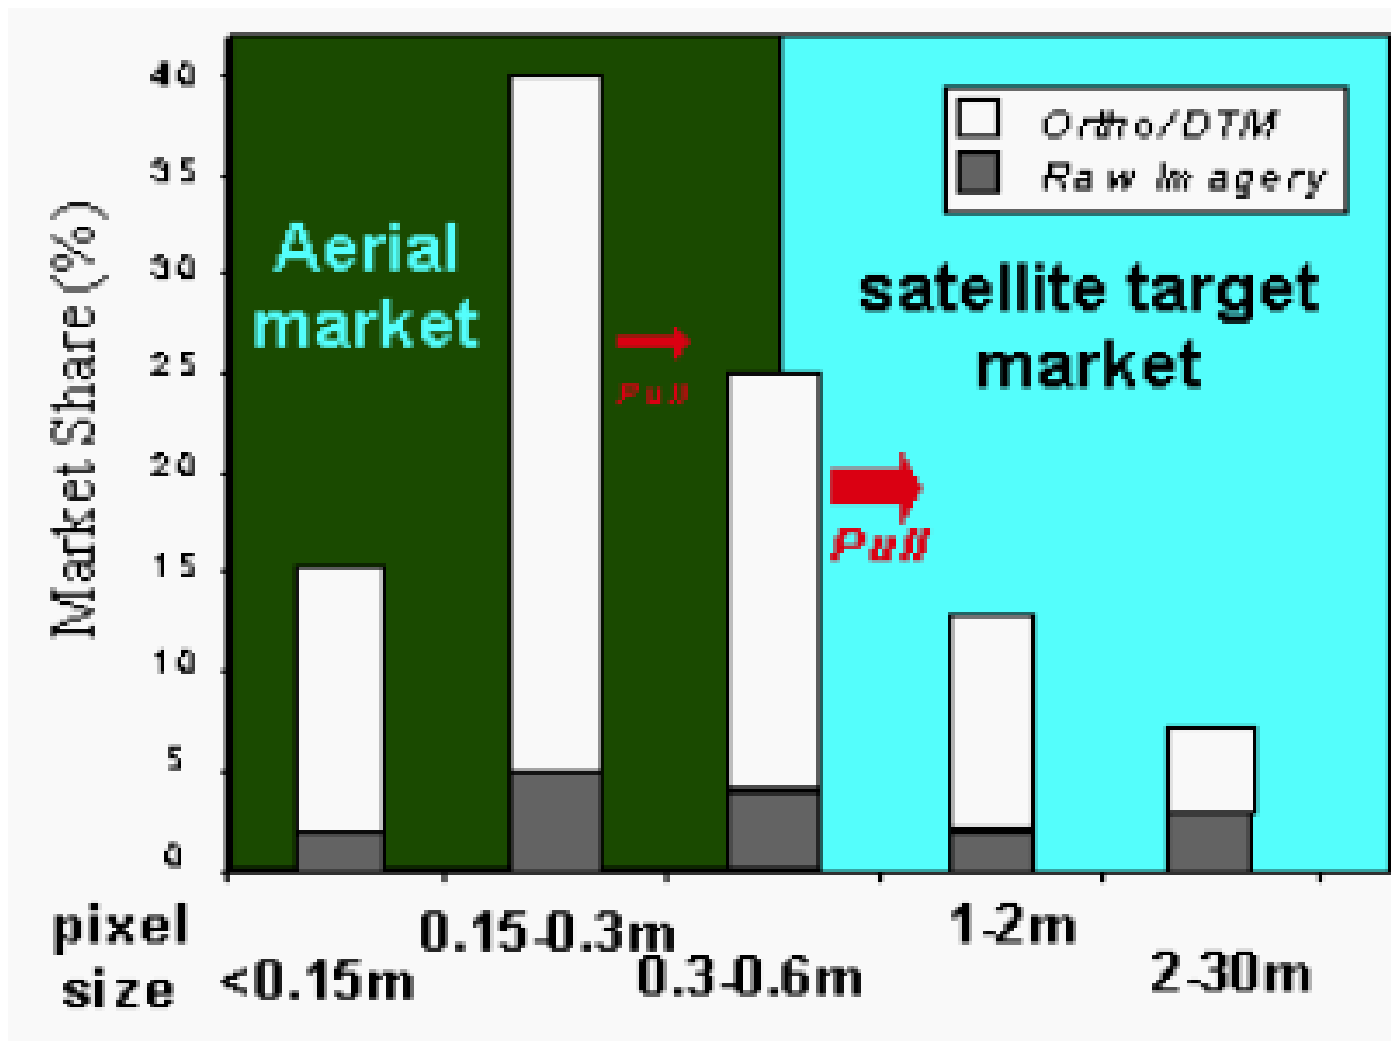 40
35
30
25
20
15
10
5
0
Market Share (%)
Aerial
market
Pull
Ortho/DTM
Raw Imagery
satellite target
market
Pull
pixel
size
<0.15m
0.15-0.3m
0.3-0.6m
1-2m
2-30m